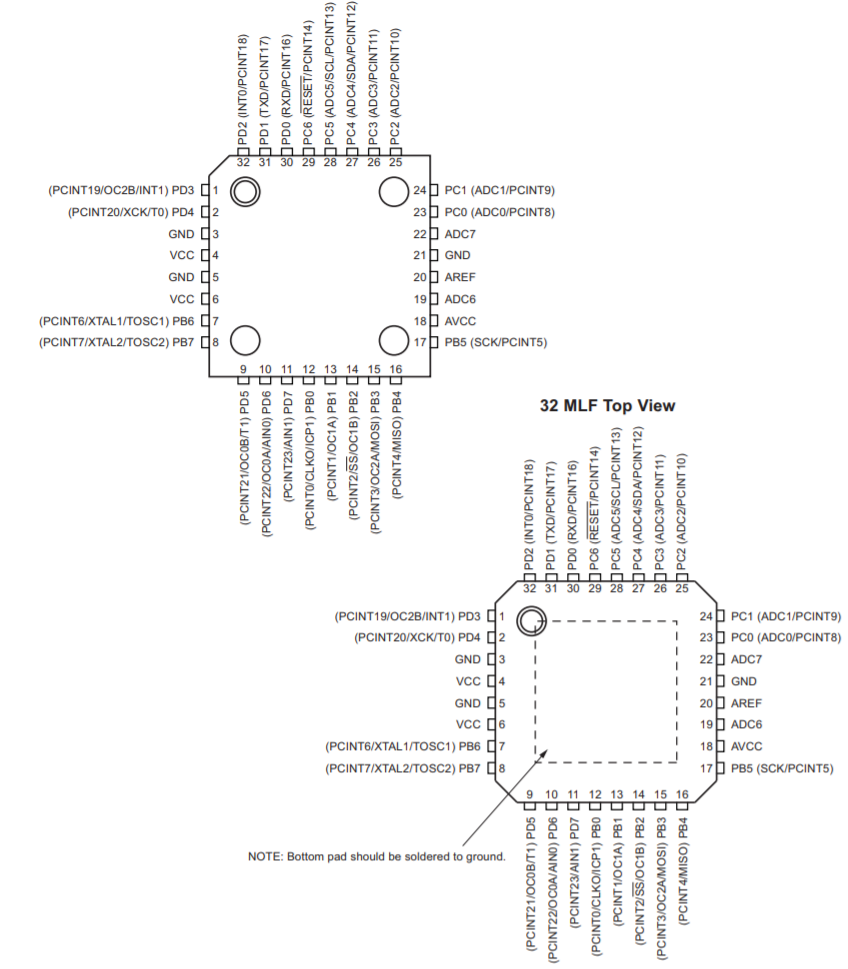 PD2 (INT0/PCINT18)
PD1 (TXD/PCINT17)
PD0 (RXD/PCINT16)
PC6 (RESET/PCINT14)
PC5 (ADC5/SCL/PCINT13)
PC4 (ADC4/SDA/PCINT12)
PC3 (ADC3/PCINT11)
PC2 (ADC2/PCINT10)
32 31 30 29 28 27 26 25
(PCINT19/OC2B/INT1) PD3 1
(PCINT20/XCK/T0) PD4 2
GND 3
VCC 4
GND 5
VCC 6
(PCINT6/XTAL1/TOSC1) PB6 7
(PCINT7/XTAL2/TOSC2) PB7 8
24 PC1 (ADC1/PCINT9)
23 PC0 (ADC0/PCINT8)
22 ADC7
21 GND
20 AREF
19 ADC6
18 AVCC
17 PB5 (SCK/PCINT5)
9 10 11 12 13 14 15 16
(PCINT21/OC0B/T1) PD5
(PCINT22/OC0A/AIN0) PD6
(PCINT23/AIN1) PD7
(PCINT0/CLKO/ICP1) PB0
(PCINT1/OC1A) PB1
(PCINT2/SS/OC1B) PB2
(PCINT3/OC2A/MOSI) PB3
(PCINT4/MISO) PB4
32 MLF Top View
PD2 (INT0/PCINT18)
PD1 (TXD/PCINT17)
PD0 (RXD/PCINT16)
PC6 (RESET/PCINT14)
PC5 (ADC5/SCL/PCINT13)
PC4 (ADC4/SDA/PCINT12)
PC3 (ADC3/PCINT11)
PC2 (ADC2/PCINT10)
32 31 30 29 28 27 26 25
(PCINT19/OC2B/INT1) PD3 1
(PCINT20/XCK/T0) PD4 2
GND 3
VCC 4
GND 5
VCC 6
(PCINT6/XTAL1/TOSC1) PB6 7
(PCINT7/XTAL2/TOSC2) PB7 8
24 PC1 (ADC1/PCINT9)
23 PC0 (ADC0/PCINT8)
22 ADC7
21 GND
20 AREF
19 ADC6
18 AVCC
17 PB5 (SCK/PCINT5)
9 10 11 12 13 14 15 16
(PCINT21/OC0B/T1) PD5
(PCINT22/OC0A/AIN0) PD6
(PCINT23/AIN1) PD7
(PCINT0/CLKO/ICP1) PB0
(PCINT1/OC1A) PB1
(PCINT2/SS/OC1B) PB2
(PCINT3/OC2A/MOSI) PB3
(PCINT4/MISO) PB4
NOTE: Bottom pad should be soldered to ground.